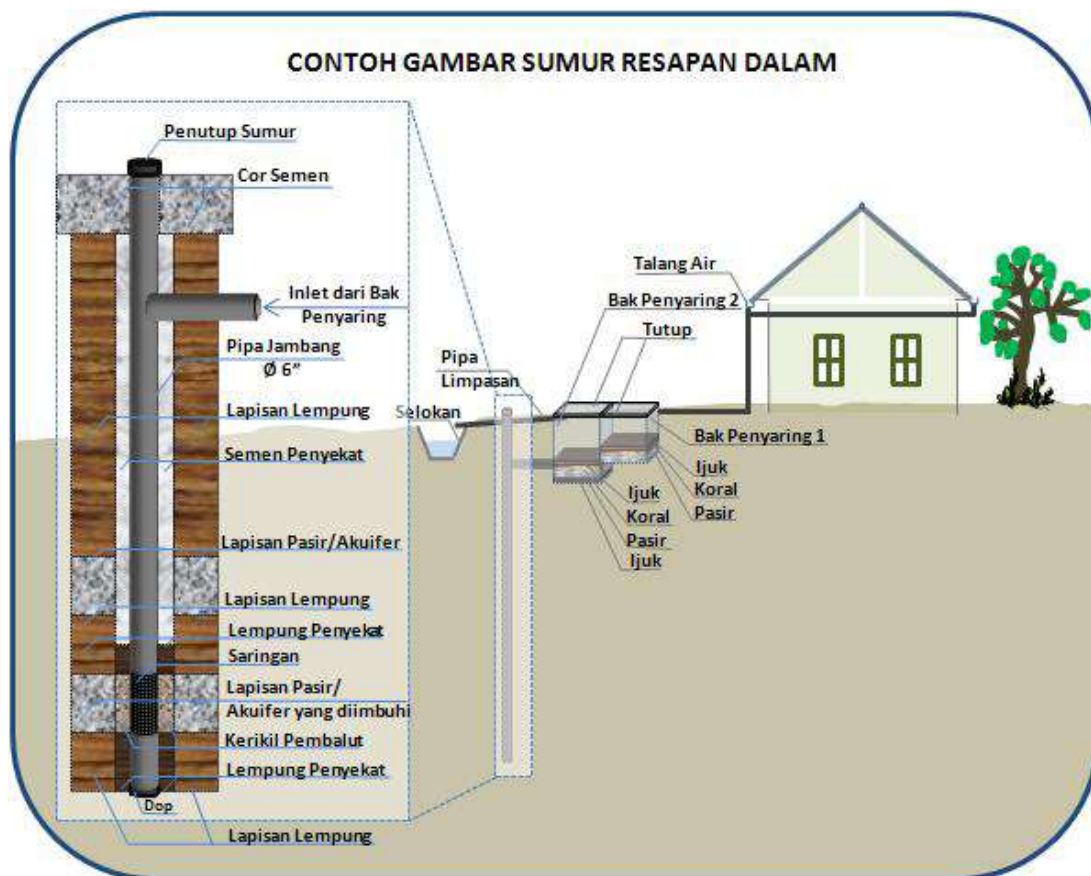 CONTOH GAMBAR SUMUR RESAPAN DALAM
Penutup Sumur
Cor Semen
Inlet dari Bak
Penyaring
Pipa Jambang
Ø 6”
Lapisan Lempung
Semen Penyekat
Lapisan Pasir/Akuifer
Lapisan Lempung
Lempung Penyekat
Saringan
Lapisan Pasir/
Akuifer yang diimbuhi
Kerikil Pembalut
Lempung Penyekat
Dop
Lapisan Lempung
Talang Air
Bak Penyaring 2
Tutup
Pipa
Limpasan
Selokan
Bak Penyaring 1
Ijuk
Koral
Pasir
Ijuk
Koral
Pasir
Ijuk